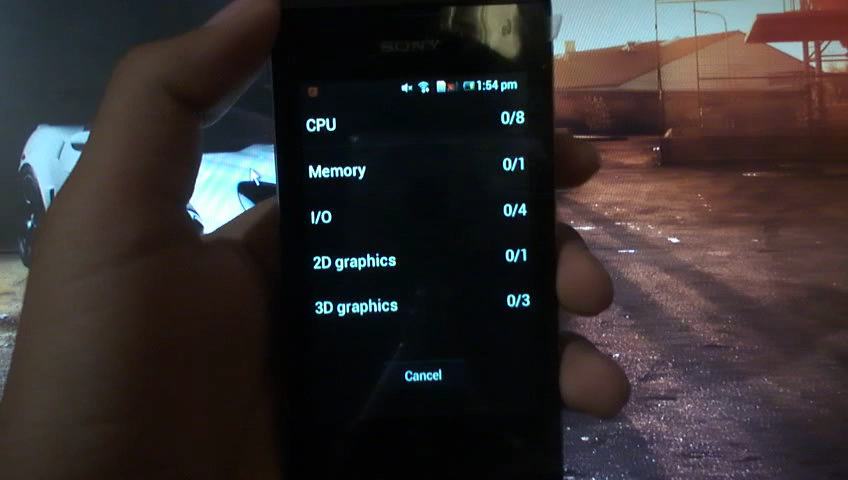 SONY
1:54 pm
CPU 0/8
Memory 0/1
I/O 0/4
2D graphics 0/1
3D graphics 0/3
Cancel